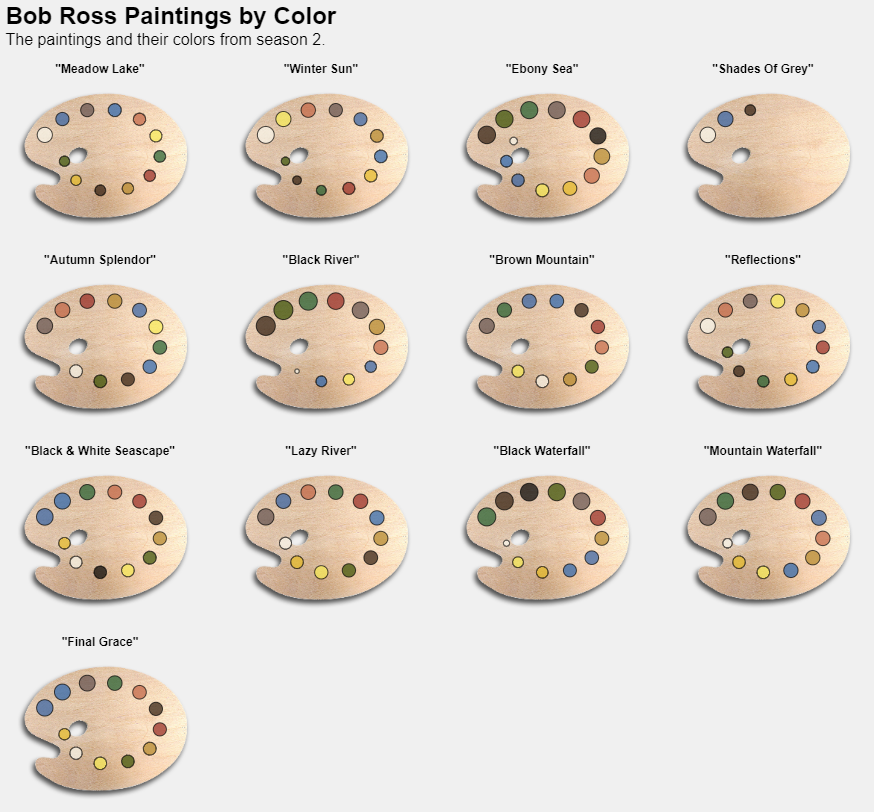 Bob Ross Paintings by Color
The paintings and their colors from season 2.
"Meadow Lake"
"Winter Sun"
"Ebony Sea"
"Shades Of Grey"
"Autumn Splendor"
"Black River"
"Brown Mountain"
"Reflections"
"Black & White Seascape"
"Lazy River"
"Black Waterfall"
"Mountain Waterfall"
"Final Grace"